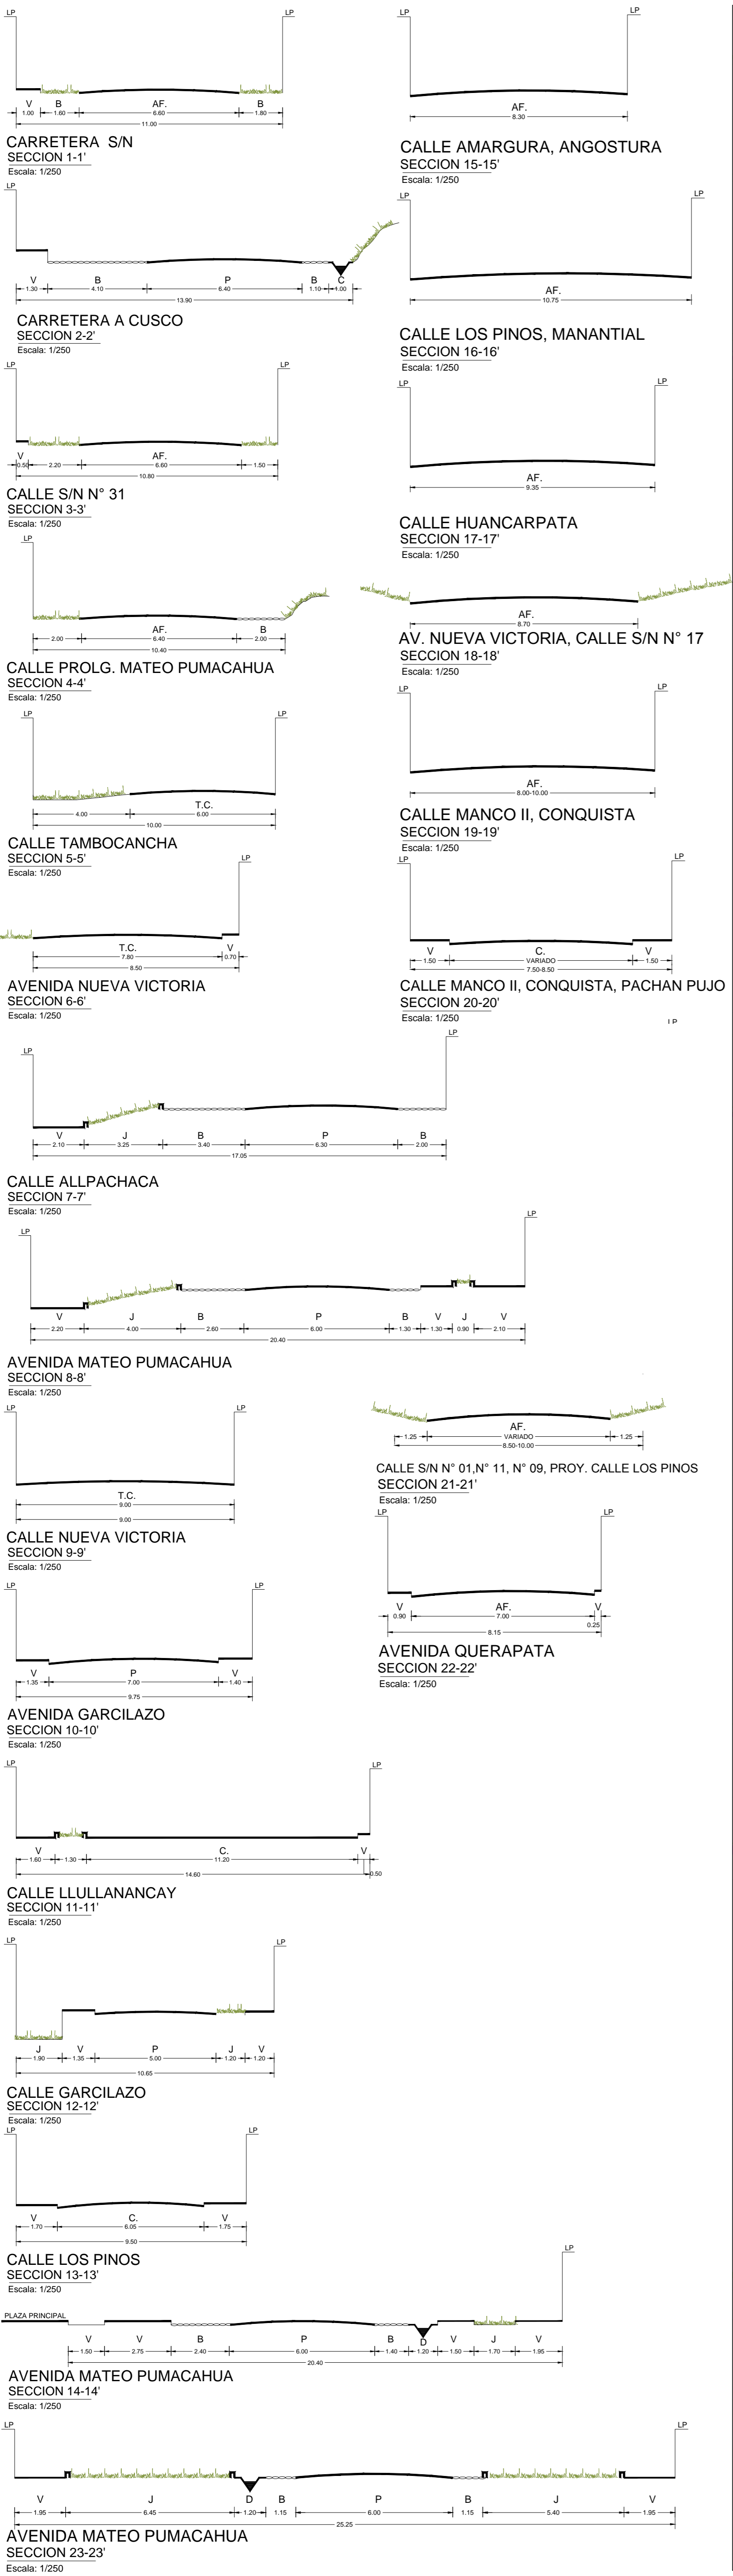 LP
LP
V
B
AF.
B
1.00
1.60
6.60
1.80
11.00
CARRETERA S/N
SECCION 1-1'
Escala: 1/250
LP
V
B
P
B
C
1.30
4.10
6.40
1.10
1.00
13.90
CARRETERA A CUSCO
SECCION 2-2'
Escala: 1/250
LP
LP
V
AF.
0.50
2.20
6.60
1.50
10.80
CALLE S/N N° 31
SECCION 3-3'
Escala: 1/250
LP
AF.
B
2.00
6.40
2.00
10.40
CALLE PROLG. MATEO PUMACAHUA
SECCION 4-4'
Escala: 1/250
LP
LP
T.C.
4.00
6.00
10.00
CALLE TAMBOCANCHA
SECCION 5-5'
Escala: 1/250
LP
T.C.
V
7.80
0.70
8.50
AVENIDA NUEVA VICTORIA
SECCION 6-6'
Escala: 1/250
LP
LP
V
J
B
P
B
2.10
3.25
3.40
6.30
2.00
17.05
CALLE ALLPACHACA
SECCION 7-7'
Escala: 1/250
LP
LP
V
J
B
P
B
V
J
V
2.20
4.00
2.60
6.00
1.30
1.30
0.90
2.10
20.40
AVENIDA MATEO PUMACAHUA
SECCION 8-8'
Escala: 1/250
LP
LP
T.C.
9.00
9.00
CALLE NUEVA VICTORIA
SECCION 9-9'
Escala: 1/250
LP
LP
V
P
V
1.35
7.00
1.40
9.75
AVENIDA GARCILAZO
SECCION 10-10'
Escala: 1/250
LP
LP
V
C.
V
1.60
1.30
11.20
0.50
14.60
CALLE LLULLANANCAY
SECCION 11-11'
Escala: 1/250
LP
LP
J
V
P
J
V
1.90
1.35
5.00
1.20
1.20
10.65
CALLE GARCILAZO
SECCION 12-12'
Escala: 1/250
LP
LP
V
C.
V
1.70
6.05
1.75
9.50
CALLE LOS PINOS
SECCION 13-13'
Escala: 1/250
LP
PLAZA PRINCIPAL
V
V
B
P
B
D
V
J
V
1.50
2.75
2.40
6.00
1.40
1.20
1.50
1.70
1.95
20.40
AVENIDA MATEO PUMACAHUA
SECCION 14-14'
Escala: 1/250
LP
LP
V
J
D
B
P
B
J
V
1.95
6.45
1.20
1.15
6.00
1.15
5.40
1.95
25.25
AVENIDA MATEO PUMACAHUA
SECCION 23-23'
Escala: 1/250
LP
LP
AF.
8.30
CALLE AMARGURA, ANGOSTURA
SECCION 15-15'
Escala: 1/250
LP
LP
AF.
10.75
CALLE LOS PINOS, MANANTIAL
SECCION 16-16'
Escala: 1/250
LP
LP
AF.
9.35
CALLE HUANCARPATA
SECCION 17-17'
Escala: 1/250
AF.
8.70
AV. NUEVA VICTORIA, CALLE S/N N° 17
SECCION 18-18'
Escala: 1/250
LP
LP
AF.
8.00-10.00
CALLE MANCO II, CONQUISTA
SECCION 19-19'
Escala: 1/250
LP
LP
V
C.
V
1.50
VARIADO
1.50
7.50-8.50
CALLE MANCO II, CONQUISTA, PACHAN PUJO
SECCION 20-20'
Escala: 1/250
LP
AF.
1.25
VARIADO
1.25
8.50-10.00
CALLE S/N N° 01,N° 11, N° 09, PROY. CALLE LOS PINOS
SECCION 21-21'
Escala: 1/250
LP
LP
V
AF.
V
0.90
7.00
0.25
8.15
AVENIDA QUERAPATA
SECCION 22-22'
Escala: 1/250